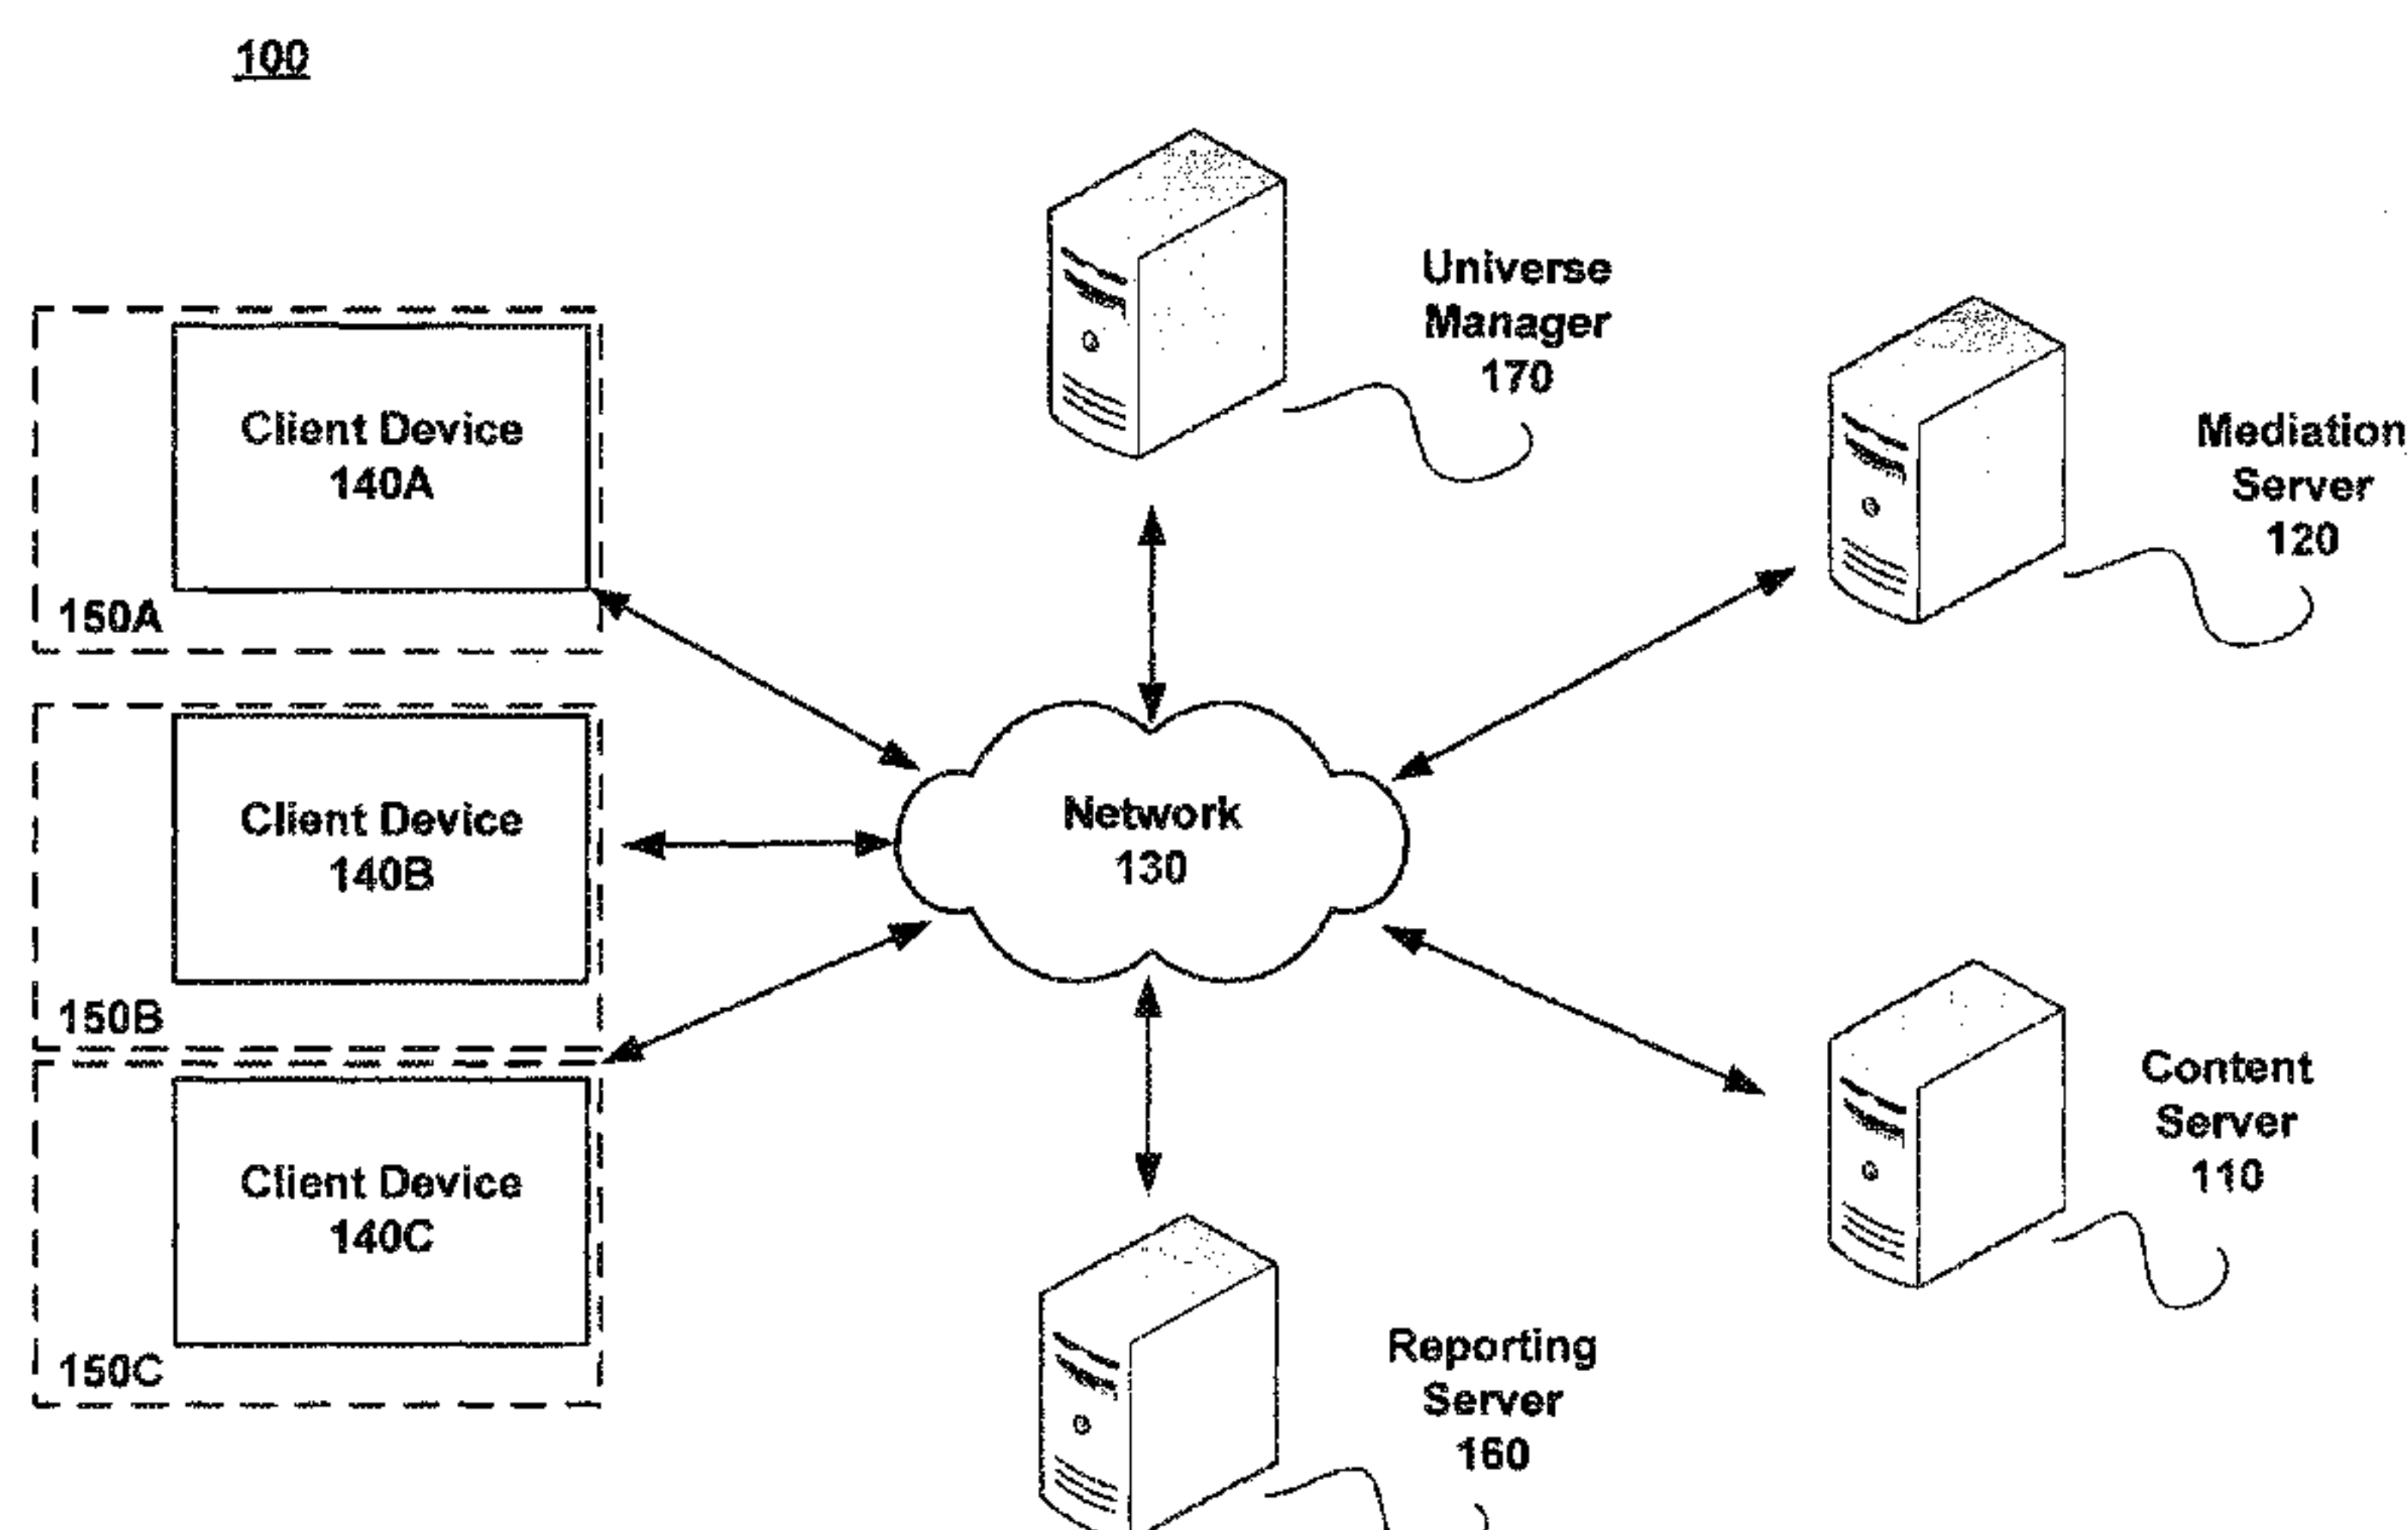 100
Universe
Manager
170
Mediation
Server
120
Client Device
140A
150A
Client Device
140B
150B
Network
130
Client Device
140C
150C
Content
Server
110
Reporting
Server
160